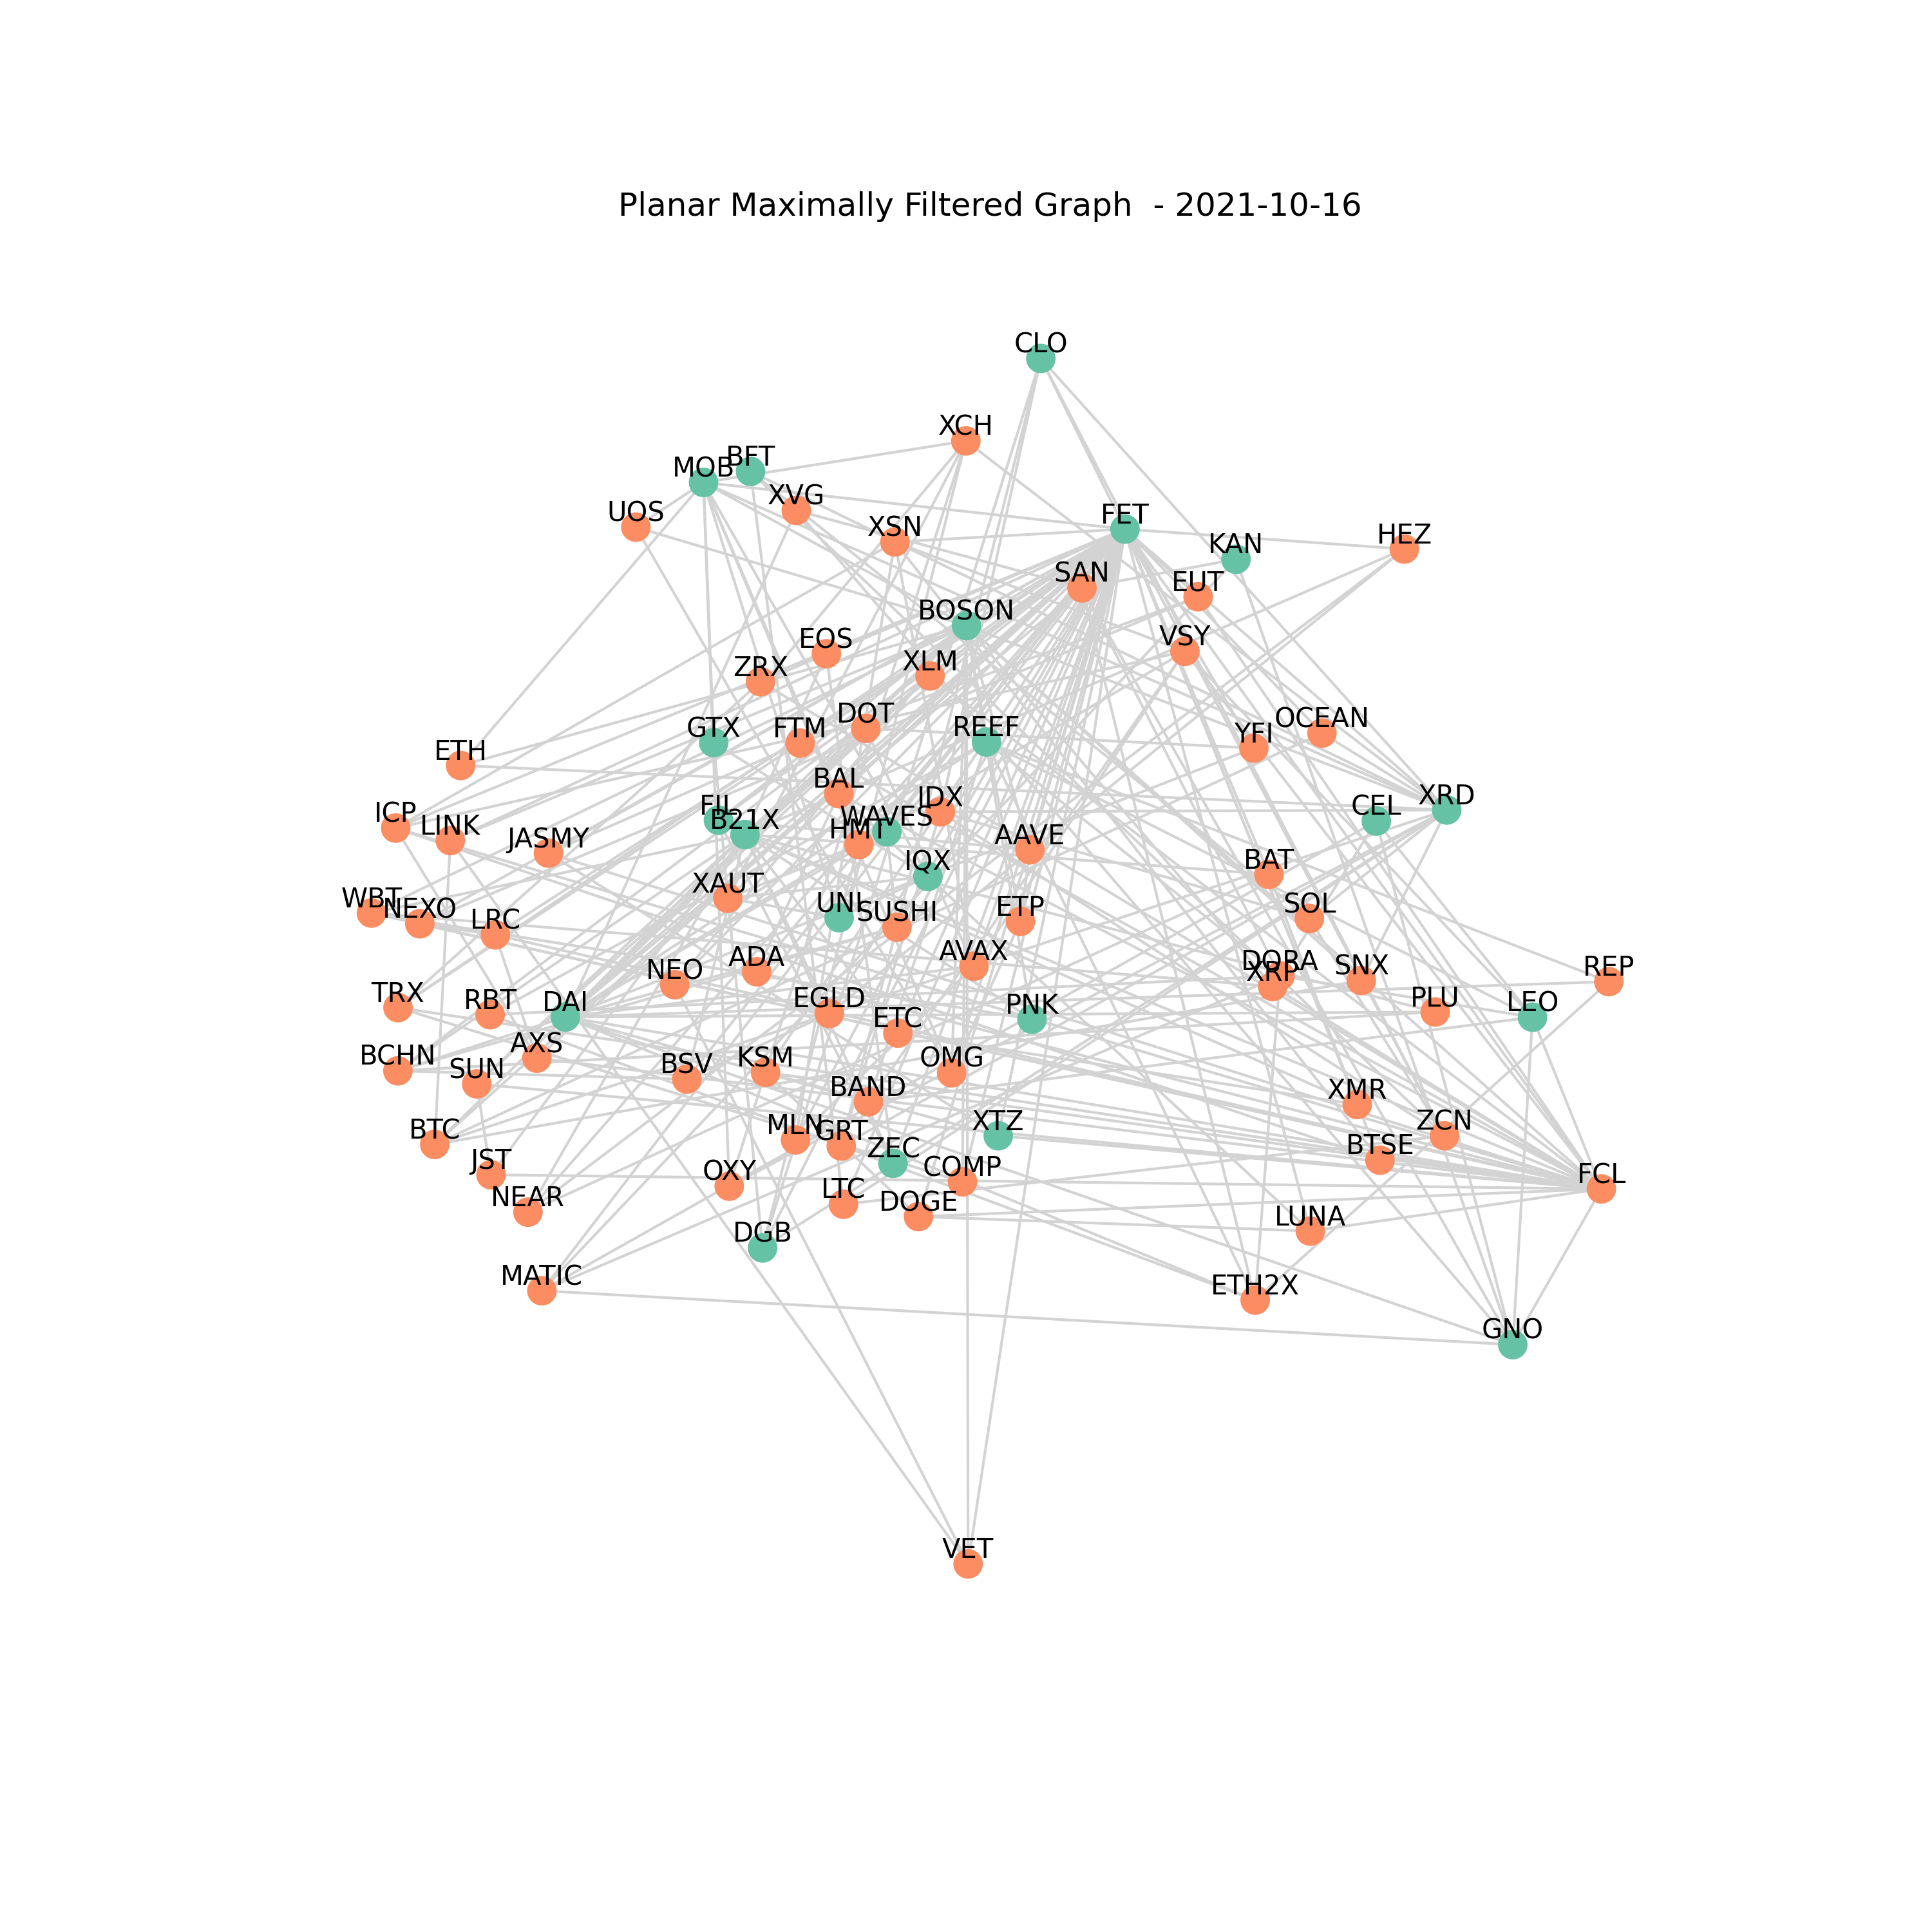 Planar Maximally Filtered Graph  - 2021-10-16
CLO
XCH
BFT
MOB
XVG
UOS
FET
XSN
HEZ
KAN
SAN
EUT
BOSON
EOS
VSY
XLM
ZRX
DOT
OCEAN
GTX
FTM
REEF
YFI
ETH
BAL
IDX
XRD
FIL
CEL
ICP
B21X
WAVES
LINK
HMT
JASMY
AAVE
IQX
BAT
XAUT
WBT
UNI
SOL
NEXO
SUSHI
ETP
LRC
AVAX
ADA
DORA
SNX
REP
NEO
XRP
TRX
EGLD
PLU
RBT
DAI
LEO
PNK
ETC
AXS
BCHN
KSM
OMG
SUN
BSV
BAND
XMR
XTZ
ZCN
MLN
BTC
GRT
BTSE
ZEC
JST
COMP
OXY
FCL
LTC
NEAR
DOGE
LUNA
DGB
MATIC
ETH2X
GNO
VET